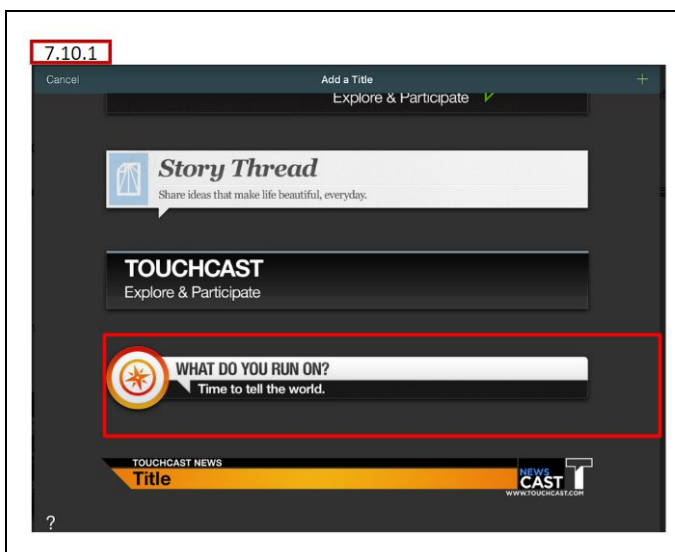 7.10.1
Cancel
Add a Title
+
Explore & Participate
Story Thread
Share ideas that make life beautiful, everyday.
TOUCHCAST
Explore & Participate
WHAT DO YOU RUN ON?
Time to tell the world.
TOUCHCAST NEWS
Title
NEWS
CAST
T
WWW.TOUCHCAST.COM
?